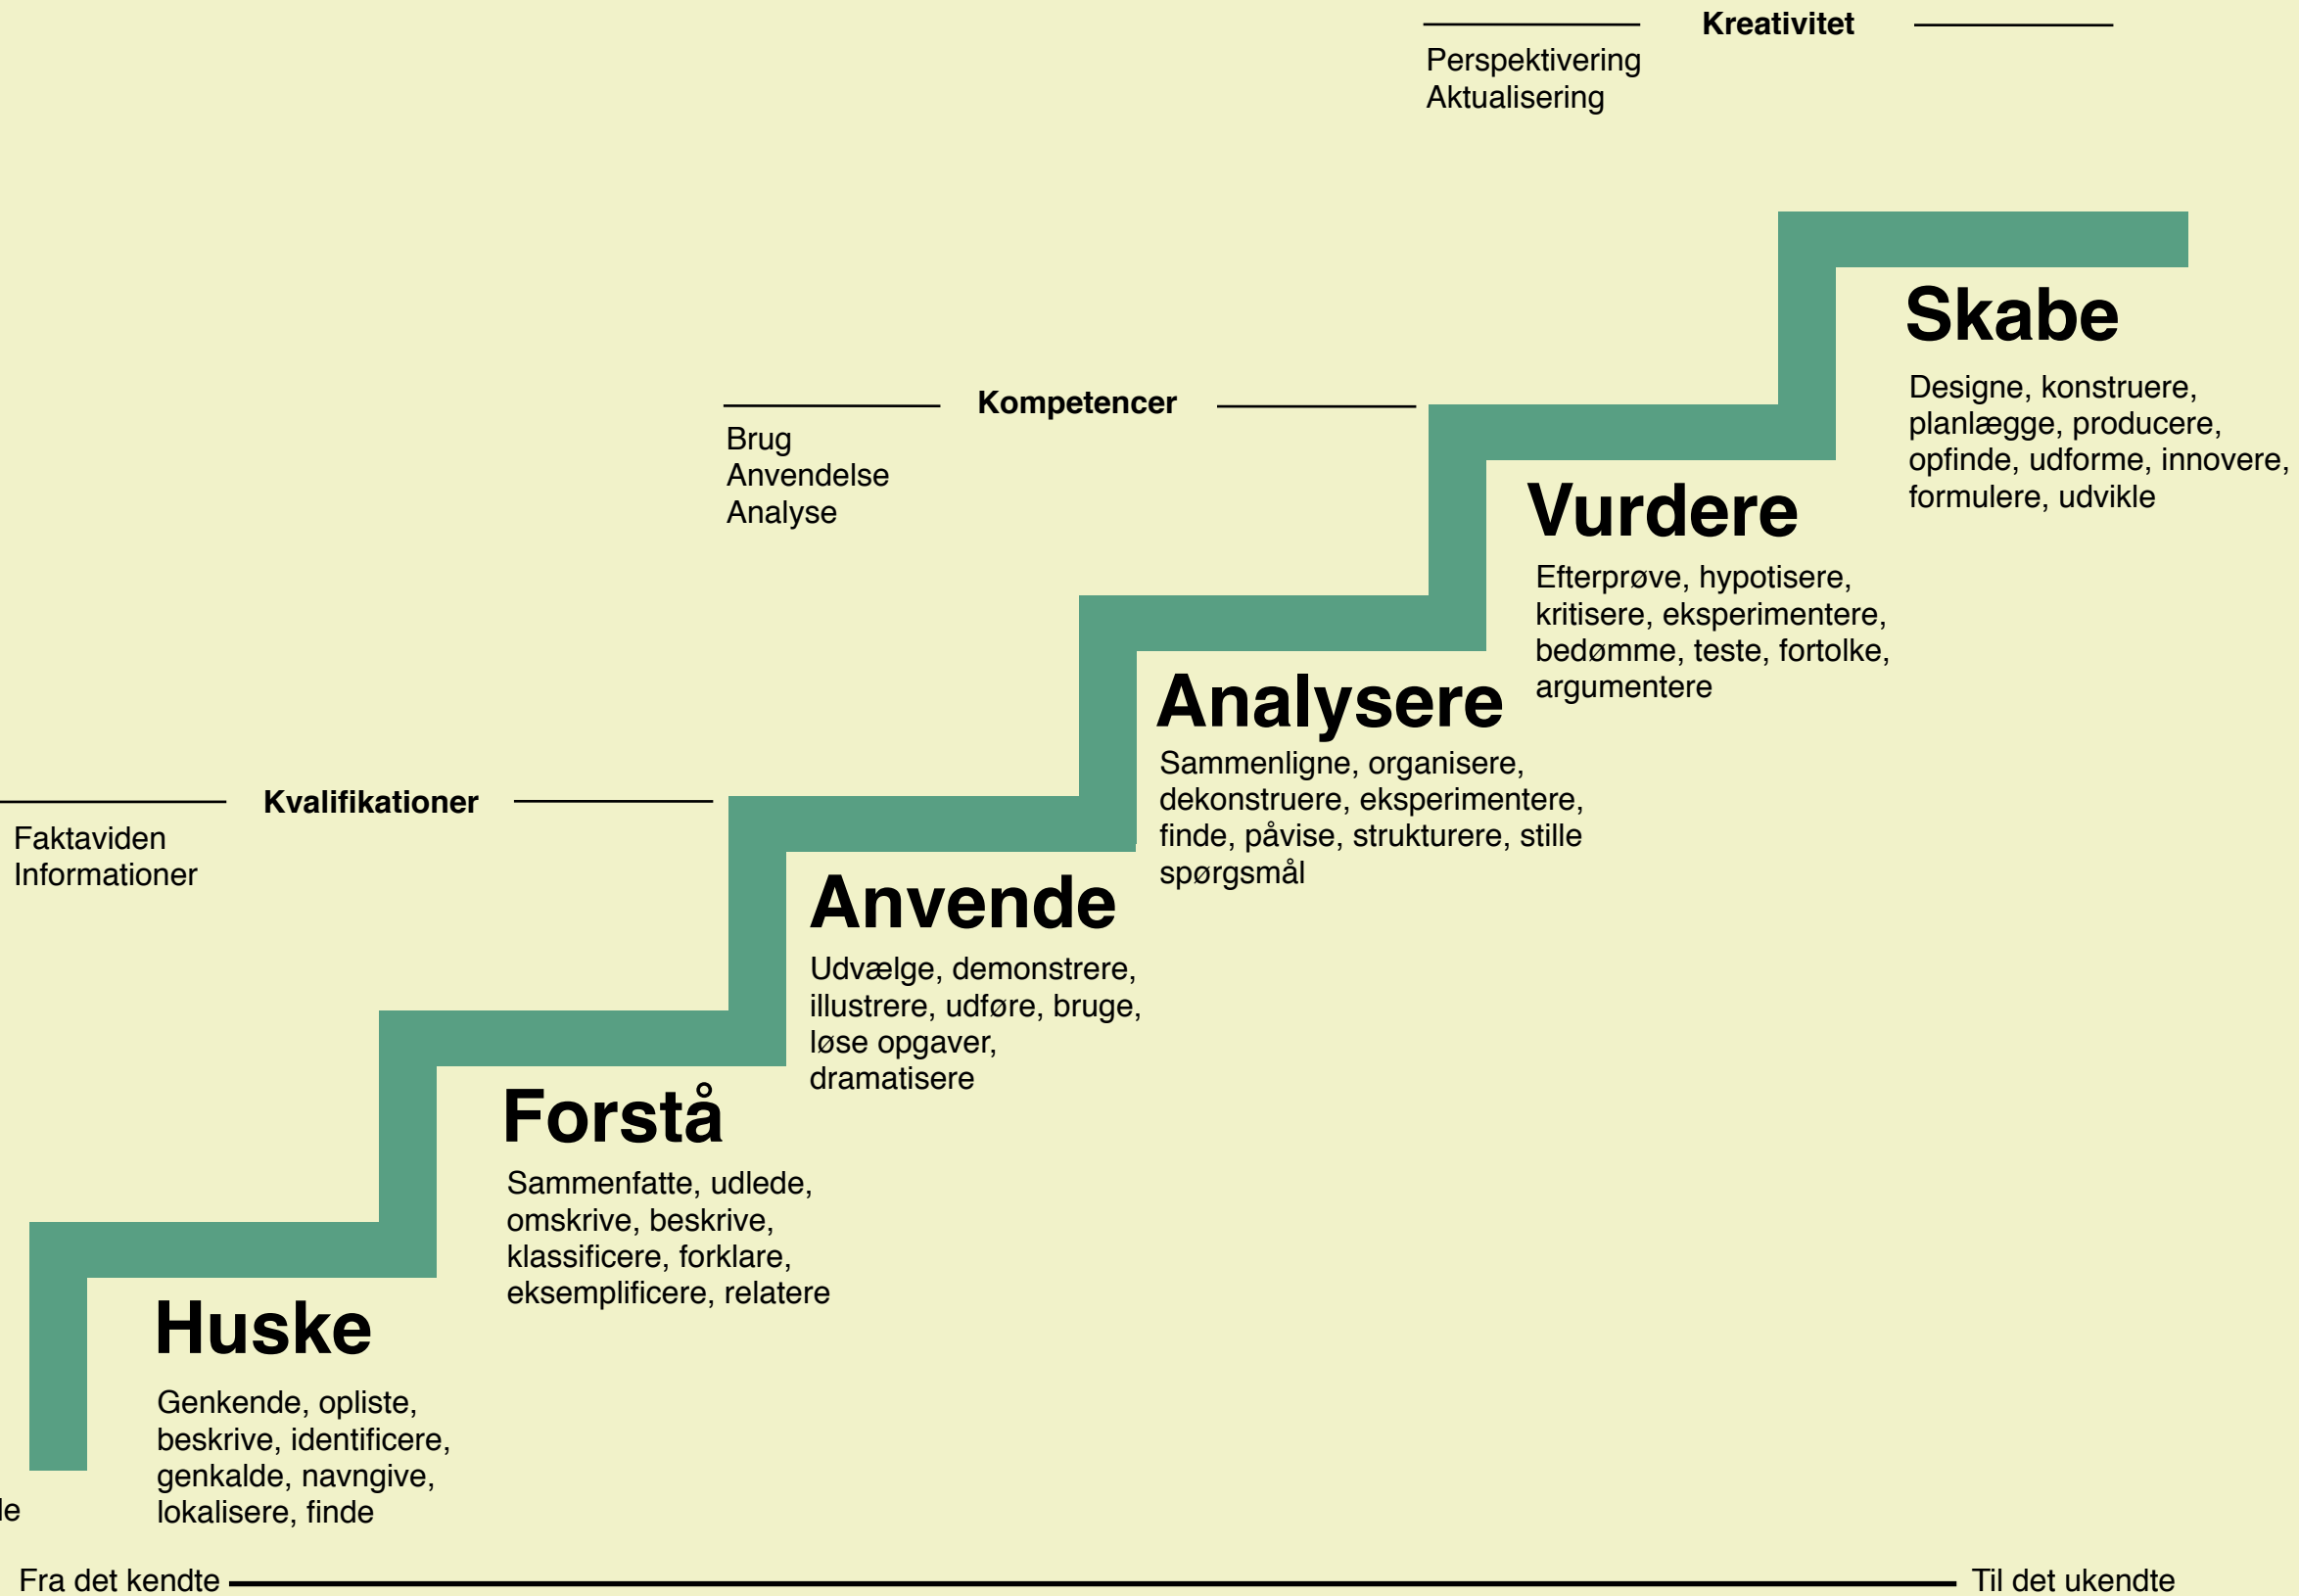 Kreativitet
Perspektivering
Aktualisering
Skabe
Designe, konstruere,
planlægge, producere,
opfinde, udforme, innovere,
formulere, udvikle
Kompetencer
Brug
Anvendelse
Analyse
Vurdere
Efterprøve, hypotisere,
kritisere, eksperimentere,
bedømme, teste, fortolke,
argumentere
Analysere
Sammenligne, organisere,
dekonstruere, eksperimentere,
finde, påvise, strukturere, stille
spørgsmål
Kvalifikationer
Faktaviden
Informationer
Anvende
Udvælge, demonstrere,
illustrere, udføre, bruge,
løse opgaver,
dramatisere
Forstå
Sammenfatte, udlede,
omskrive, beskrive,
klassificere, forklare,
eksemplificere, relatere
Huske
Genkende, opliste,
beskrive, identificere,
genkalde, navngive,
lokalisere, finde
Fra det kendte
Til det ukendte